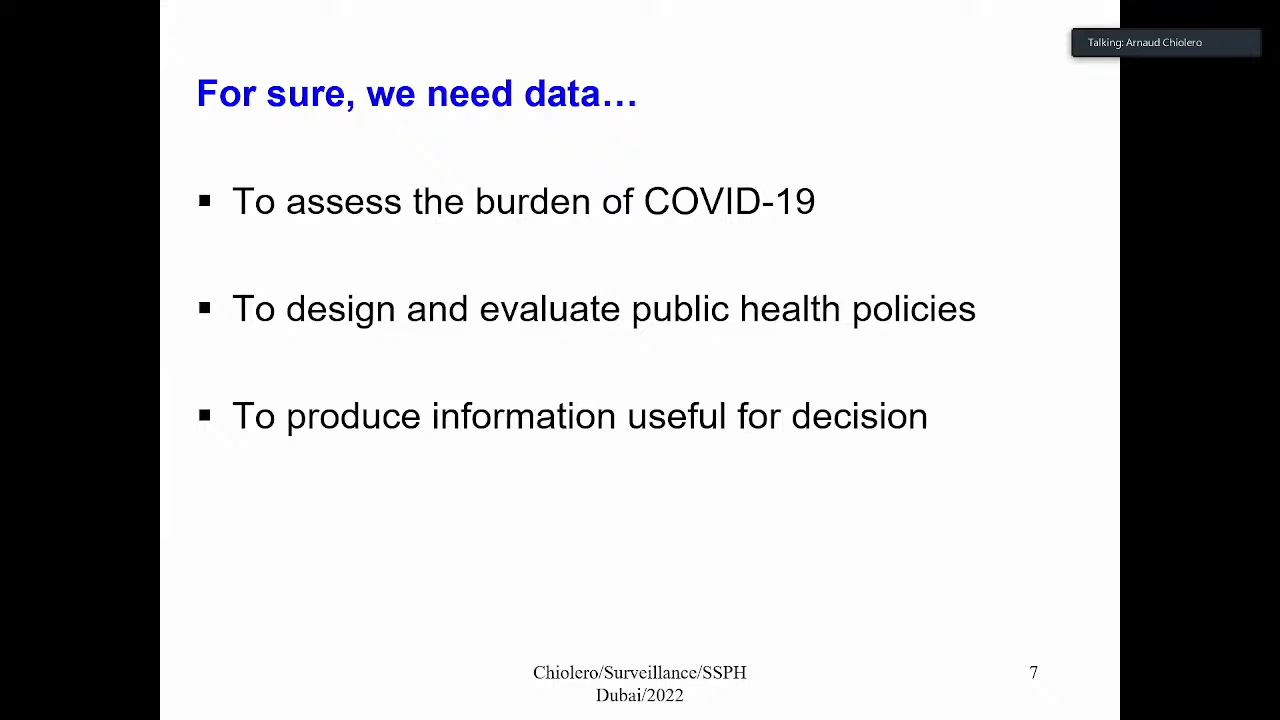 Talking: Arnaud Chiolero
For sure, we need data…
▪ To assess the burden of COVID-19
▪ To design and evaluate public health policies
▪ To produce information useful for decision
Chiolero/Surveillance/SSPH
Dubai/2022
7